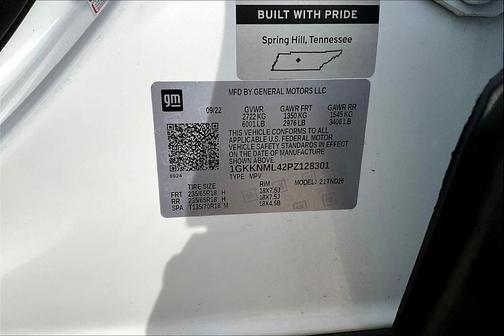 BUILT WITH PRIDE
Spring Hill, Tennessee
gm
MFD BY GENERAL MOTORS LLC
09/22 GVWR GAWR FRT GAWR RR
2722 KG 1350 KG 1545 KG
6001 LB 2976 LB 3406 LB
THIS VEHICLE CONFORMS TO ALL
APPLICABLE U.S. FEDERAL MOTOR
VEHICLE SAFETY STANDARDS IN EFFECT
ON THE DATE OF MANUFACTURE
SHOWN ABOVE.
1GKKNML42PZ128301
6624 TYPE: MPV MODEL: 21TND26
TIRE SIZE RIM
FRT 235/65R18 H 18X7.5J
RR 235/65R18 H 18X7.5J
SPA T135/70R18 M 18X4.5B